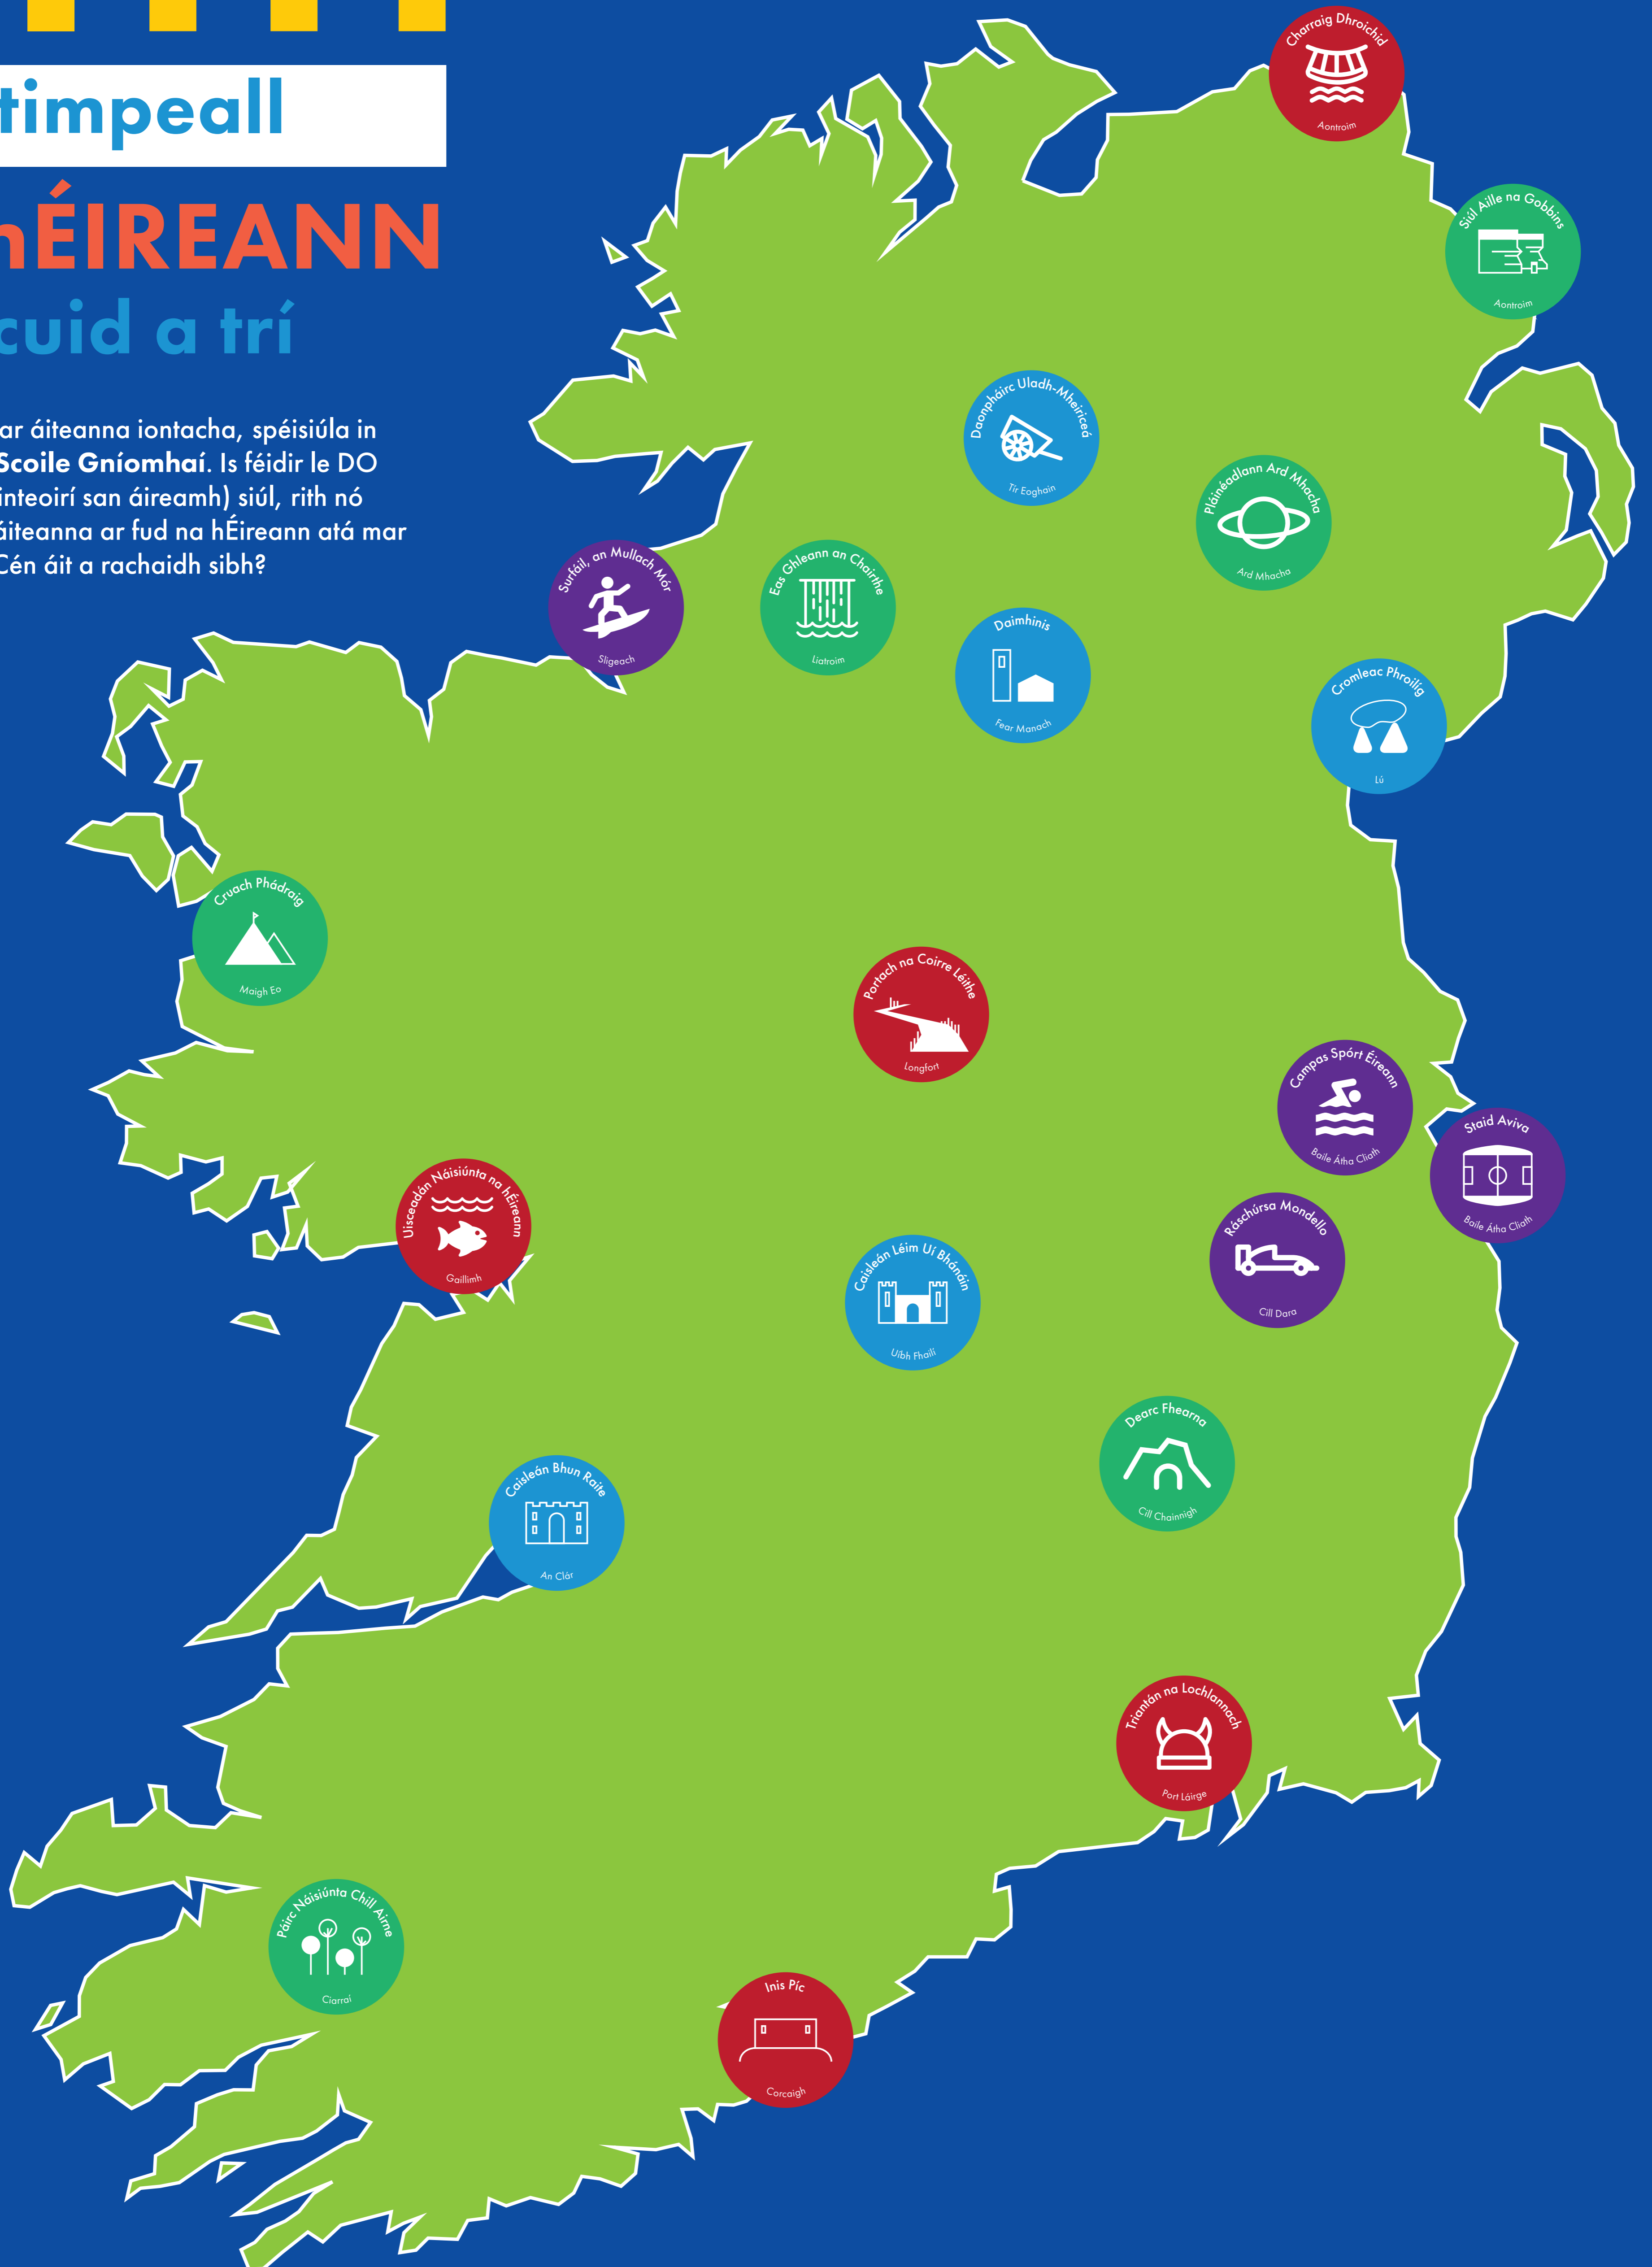 timpeall
hÉIREANN
cuid a trí
ar áiteanna iontacha, spéisiúla in
Scoile Gníomhaí. Is féidir le DO
inteoirí san áireamh) siúl, rith nó
áiteanna ar fud na hÉireann atá mar
Cén áit a rachaidh sibh?
Charraig Dhroichid
Aontroim
Siúl Aille na Gobbins
Aontroim
Daonpháirc Uladh-Mheiriceá
Tír Eoghain
Pláinéadlann Ard Mhacha
Ard Mhacha
Surfáil, an Mullach Mór
Sligeach
Eas Ghleann an Chairthe
Liatroim
Daimhinis
Fear Manach
Cromleac Phroilíg
Lú
Cruach Phádraig
Maigh Eo
Portach na Coirre Léithe
Longfort
Campas Spórt Éireann
Baile Átha Cliath
Staid Aviva
Baile Átha Cliath
Uisceadán Náisiúnta na hÉireann
Gaillimh
Ráschúrsa Mondello
Cill Dara
Caisleán Léim Uí Bhánáin
Uíbh Fhailí
Dearc Fhearna
Cill Chainnigh
Caisleán Bhun Raite
An Clár
Triantán na Lochlannach
Port Láirge
Páirc Náisiúnta Chill Airne
Ciarraí
Inis Píc
Corcaigh